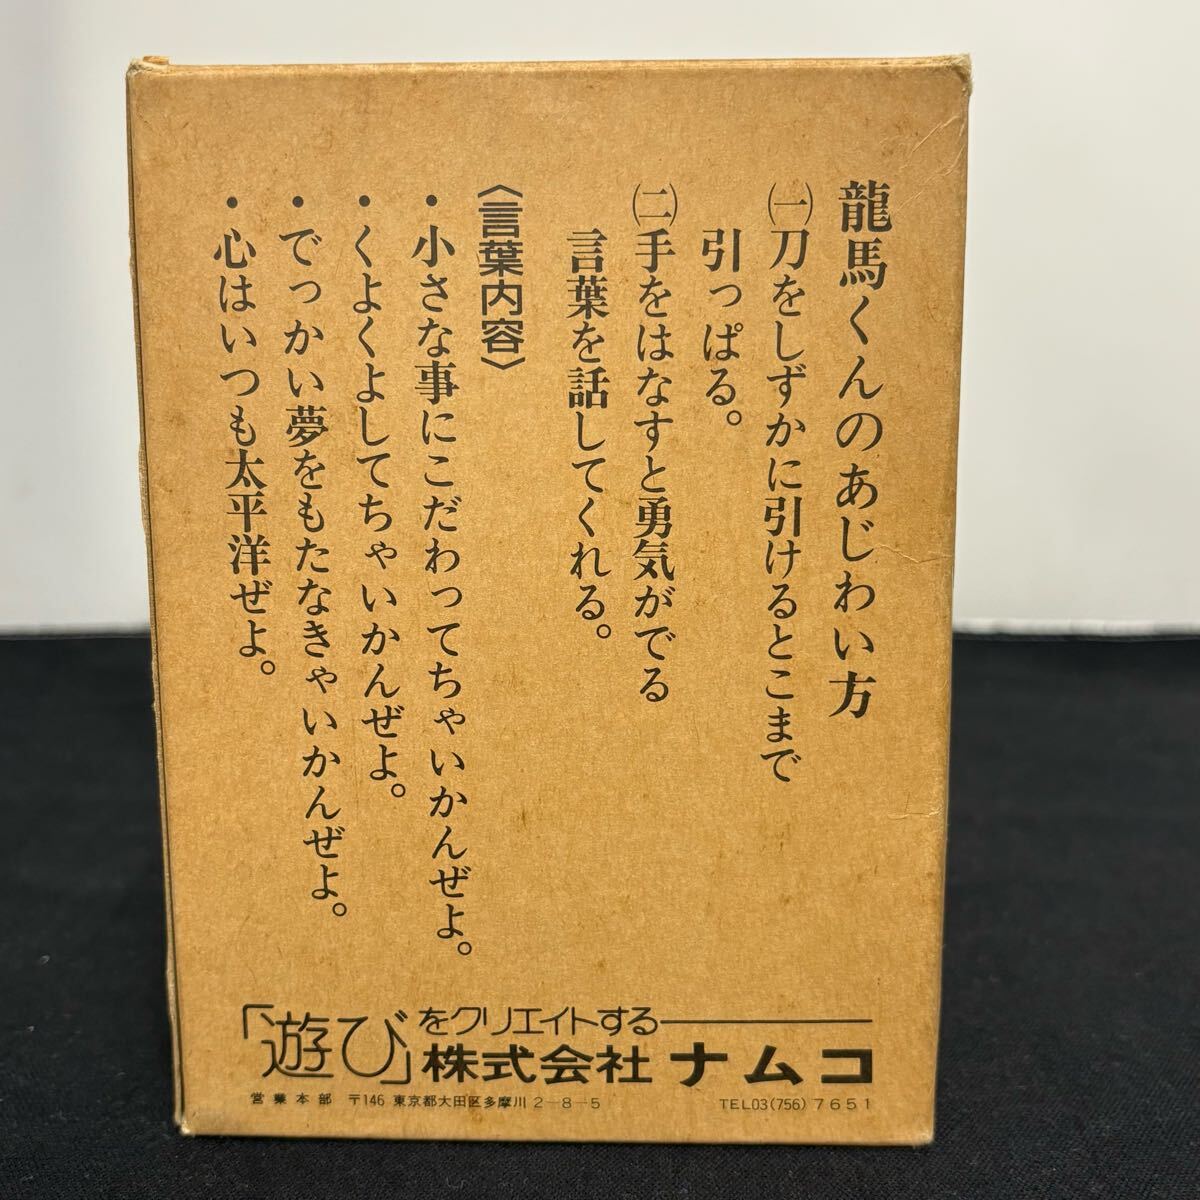 龍馬くんのあじわい方
㈠刀をしずかに引けるとこまで
引っぱる。
㈡手をはなすと勇気がでる
言葉を話してくれる。
〈言葉内容〉
・小さな事にこだわってちゃいかんぜよ。
・くよくよしてちゃいかんぜよ。
・でっかい夢をもたなきゃいかんぜよ。
・心はいつも太平洋ぜよ。
「遊び」をクリエイトする――
株式会社ナムコ
営業本部 〒146 東京都大田区多摩川2-8-5 TEL03(756)7651